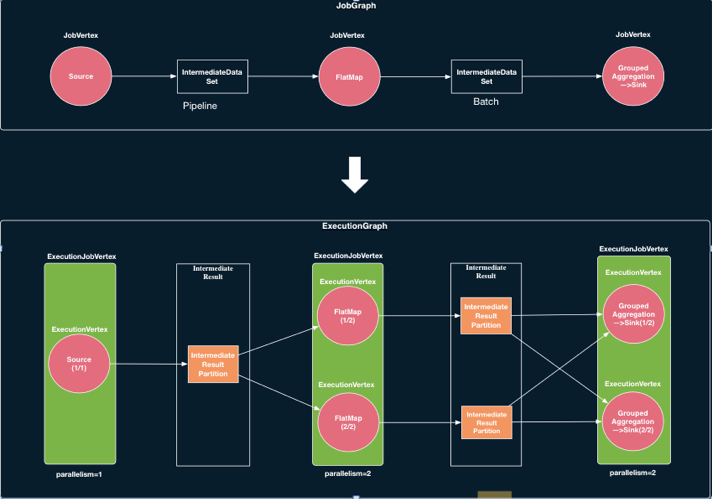 JobGraph
JobVertex
JobVertex
JobVertex
Source
IntermediateData
Set
FlatMap
IntermediateData
Set
Grouped
Aggregation
—>Sink
Pipeline
Batch
ExecutionGraph
ExecutionJobVertex
Intermediate
Result
ExecutionJobVertex
Intermediate
Result
ExecutionJobVertex
ExecutionVertex
Source
(1/1)
Intermediate
Result
Partition
ExecutionVertex
FlatMap
(1/2)
ExecutionVertex
FlatMap
(2/2)
Intermediate
Result
Partition
Intermediate
Result
Partition
ExecutionVertex
Grouped
Aggregation
—>Sink(1/2)
ExecutionVertex
Grouped
Aggregation
—>Sink(2/2)
parallelism=1
parallelism=2
parallelism=2